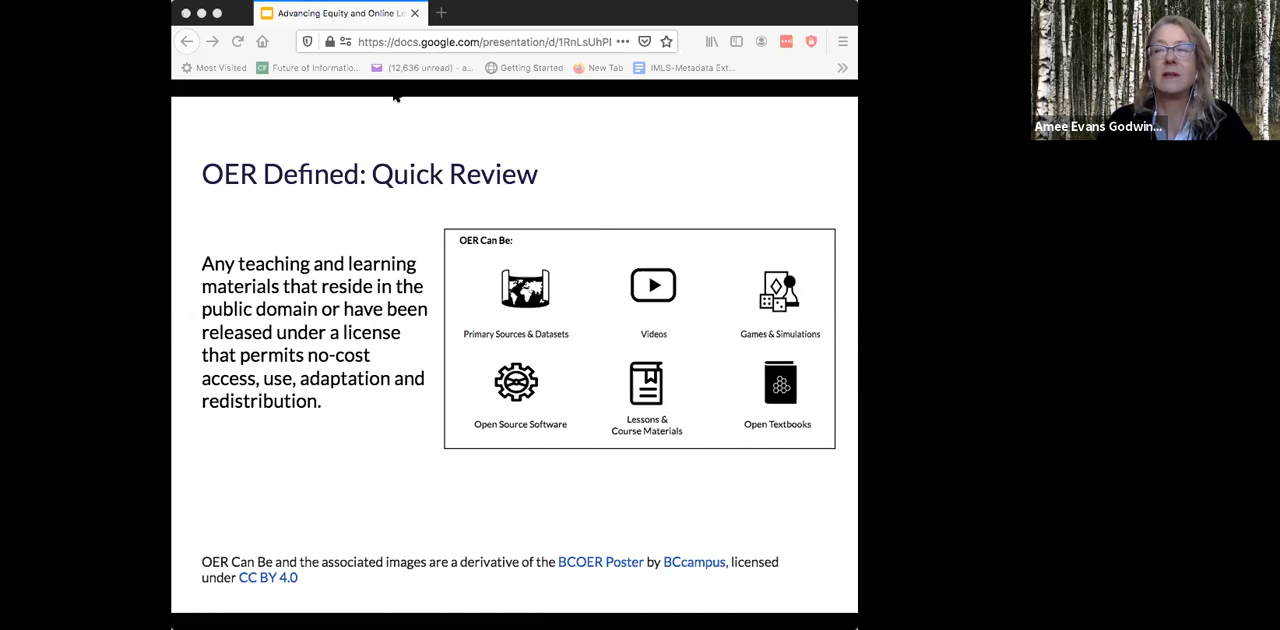 Advancing Equity and Online Le
https://docs.google.com/presentation/d/1RnLsUhPI
Most Visited
CF
Future of Informatio...
(12,636 unread) - a...
Getting Started
New Tab
IMLS-Metadata Ext...
Amee Evans Godwin...
OER Defined: Quick Review
Any teaching and learning
materials that reside in the
public domain or have been
released under a license
that permits no-cost
access, use, adaptation and
redistribution.
OER Can Be:
Primary Sources & Datasets
Videos
Games & Simulations
Open Source Software
Lessons &
Course Materials
Open Textbooks
OER Can Be and the associated images are a derivative of the BCOER Poster by BCcampus, licensed
under CC BY 4.0